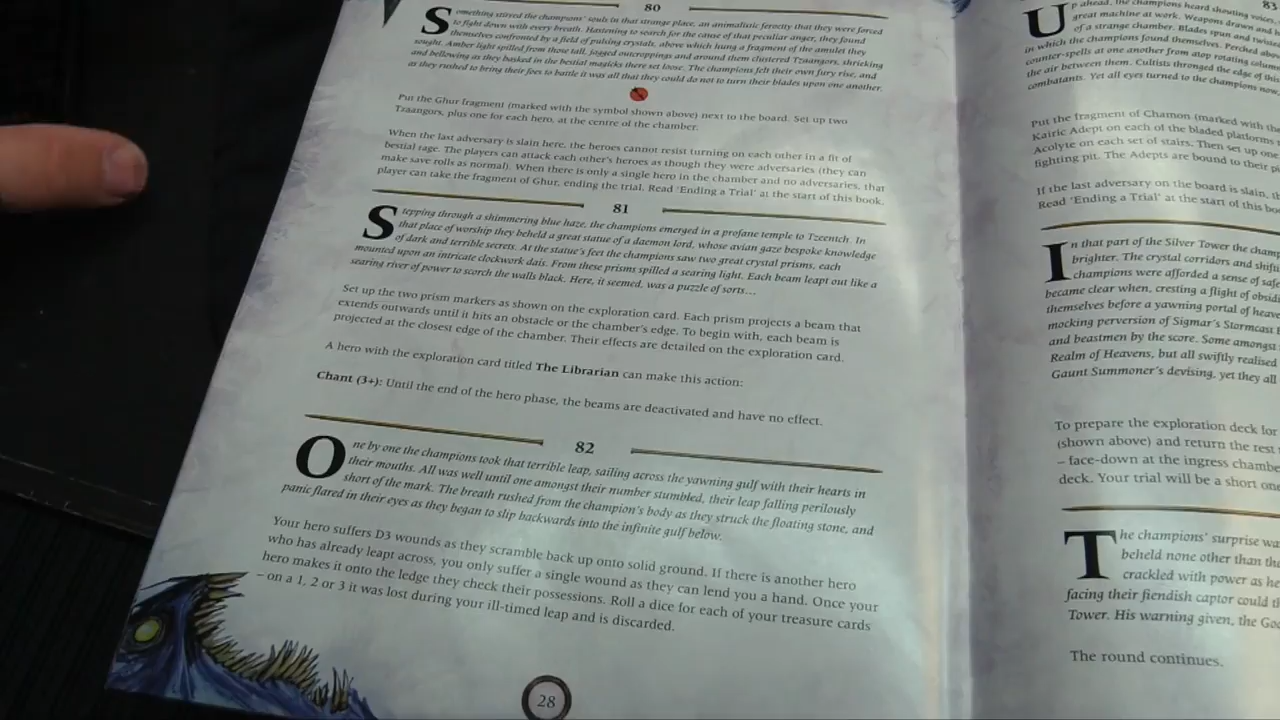 80
Something stirred the champions' souls in that strange place, an animalistic ferocity that they were forced
to fight down with every breath. Hastening to search for the cause of that peculiar anger, they found
themselves confronted by a field of pulsing crystals, above which hung a fragment of the amulet they
sought. Amber light spilled from those tall, jagged outcroppings and around them clustered Tzaangors, shrieking
and bellowing as they basked in the bestial magicks there set loose. The champions felt their own fury rise, and
as they rushed to bring their foes to battle it was all that they could do not to turn their blades upon one another.
Put the Ghur fragment (marked with the symbol shown above) next to the board. Set up two
Tzaangors, plus one for each hero, at the centre of the chamber.
When the last adversary is slain here, the heroes cannot resist turning on each other in a fit of
bestial rage. The players can attack each other's heroes as though they were adversaries (they can
make save rolls as normal). When there is only a single hero in the chamber and no adversaries, that
player can take the fragment of Ghur, ending the trial. Read 'Ending a Trial' at the start of this book.
81
Stepping through a shimmering blue haze, the champions emerged in a profane temple to Tzeentch. In
that place of worship they beheld a great statue of a daemon lord, whose avian gaze bespoke knowledge
of dark and terrible secrets. At the statue's feet the champions saw two great crystal prisms, each
mounted upon an intricate clockwork dais. From these prisms spilled a searing light. Each beam leapt out like a
searing river of power to scorch the walls black. Here, it seemed, was a puzzle of sorts...
Set up the two prism markers as shown on the exploration card. Each prism projects a beam that
extends outwards until it hits an obstacle or the chamber's edge. To begin with, each beam is
projected at the closest edge of the chamber. Their effects are detailed on the exploration card.
A hero with the exploration card titled The Librarian can make this action:
Chant (3+): Until the end of the hero phase, the beams are deactivated and have no effect.
82
One by one the champions took that terrible leap, sailing across the yawning gulf with their hearts in
their mouths. All was well until one amongst their number stumbled, their leap falling perilously
short of the mark. The breath rushed from the champion's body as they struck the floating stone, and
panic flared in their eyes as they began to slip backwards into the infinite gulf below.
Your hero suffers D3 wounds as they scramble back up onto solid ground. If there is another hero
who has already leapt across, you only suffer a single wound as they can lend you a hand. Once your
hero makes it onto the ledge they check their possessions. Roll a dice for each of your treasure cards
– on a 1, 2 or 3 it was lost during your ill-timed leap and is discarded.
28
83
Up ahead, the champions heard shouting voices,
great machine at work. Weapons drawn and
of a strange chamber. Blades spun and
in which the champions found themselves. Perched
counter-spells at one another from atop rotating
the air between them. Cultists thronged the edge of this
combatants. Yet all eyes turned to the champions now,
Put the fragment of Chamon (marked with the
Kairic Adept on each of the bladed platforms
Acolyte on each set of stairs. Then set up one
fighting pit. The Adepts are bound to their
If the last adversary on the board is slain,
Read 'Ending a Trial' at the start of this
In that part of the Silver Tower the
brighter. The crystal corridors and
champions were afforded a sense of
became clear when, cresting a flight of
themselves before a yawning portal of
mocking perversion of Sigmar's Stormcast
and beastmen by the score. Some amongst
Realm of Heavens, but all swiftly realised
Gaunt Summoner's devising, yet they all
To prepare the exploration deck for
(shown above) and return the rest
– face-down at the ingress
deck. Your trial will be a short
The champions' surprise
beheld none other than
crackled with power as
facing their fiendish captor could
Tower. His warning given, the
The round continues.